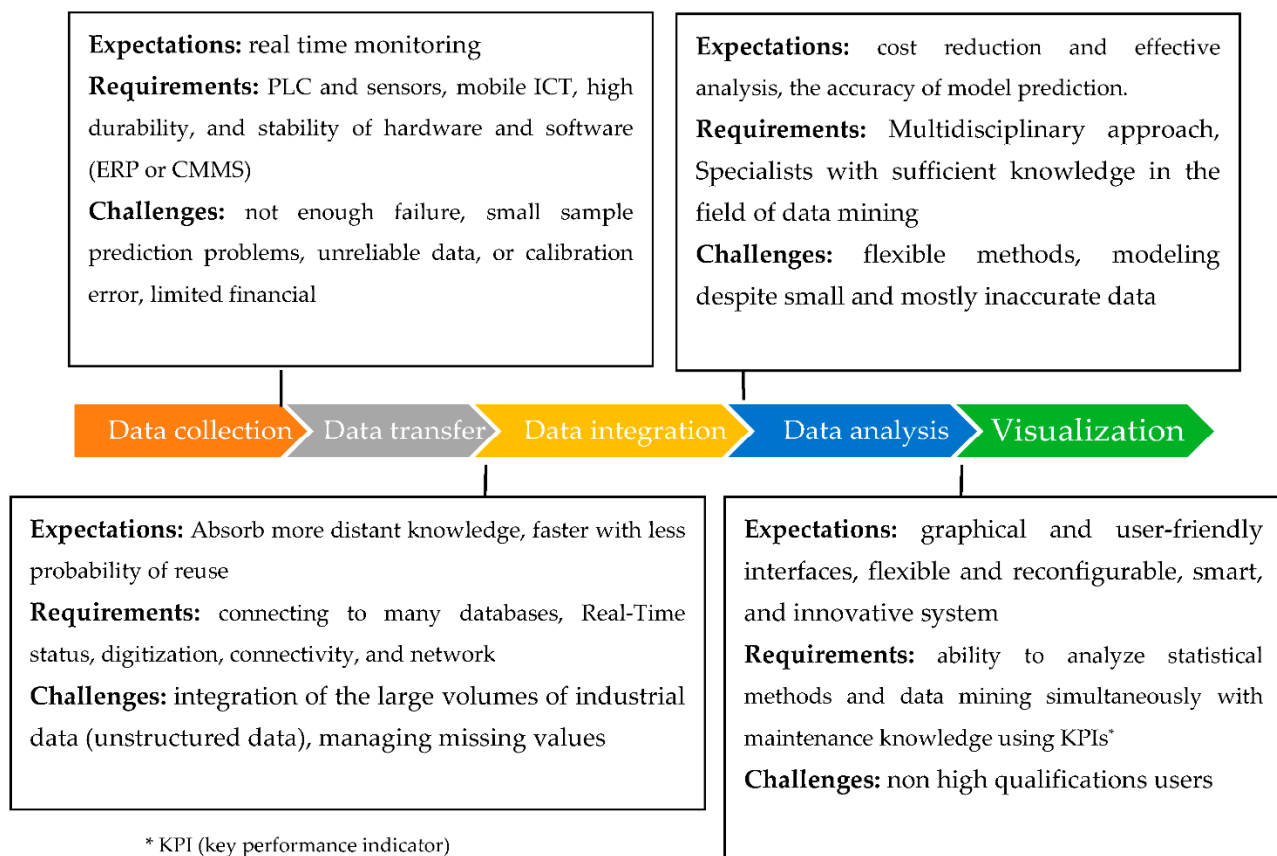 Expectations: real time monitoring
Requirements: PLC and sensors, mobile ICT, high
durability, and stability of hardware and software
(ERP or CMMS)
Challenges: not enough failure, small sample
prediction problems, unreliable data, or calibration
error, limited financial
Expectations: cost reduction and effective
analysis, the accuracy of model prediction.
Requirements: Multidisciplinary approach,
Specialists with sufficient knowledge in the
field of data mining
Challenges: flexible methods, modeling
despite small and mostly inaccurate data
Data collection
Data transfer
Data integration
Data analysis
Visualization
Expectations: Absorb more distant knowledge, faster with less
probability of reuse
Requirements: connecting to many databases, Real-Time
status, digitization, connectivity, and network
Challenges: integration of the large volumes of industrial
data (unstructured data), managing missing values
Expectations: graphical and user-friendly
interfaces, flexible and reconfigurable, smart,
and innovative system
Requirements: ability to analyze statistical
methods and data mining simultaneously with
maintenance knowledge using KPIs*
Challenges: non high qualifications users
* KPI (key performance indicator)